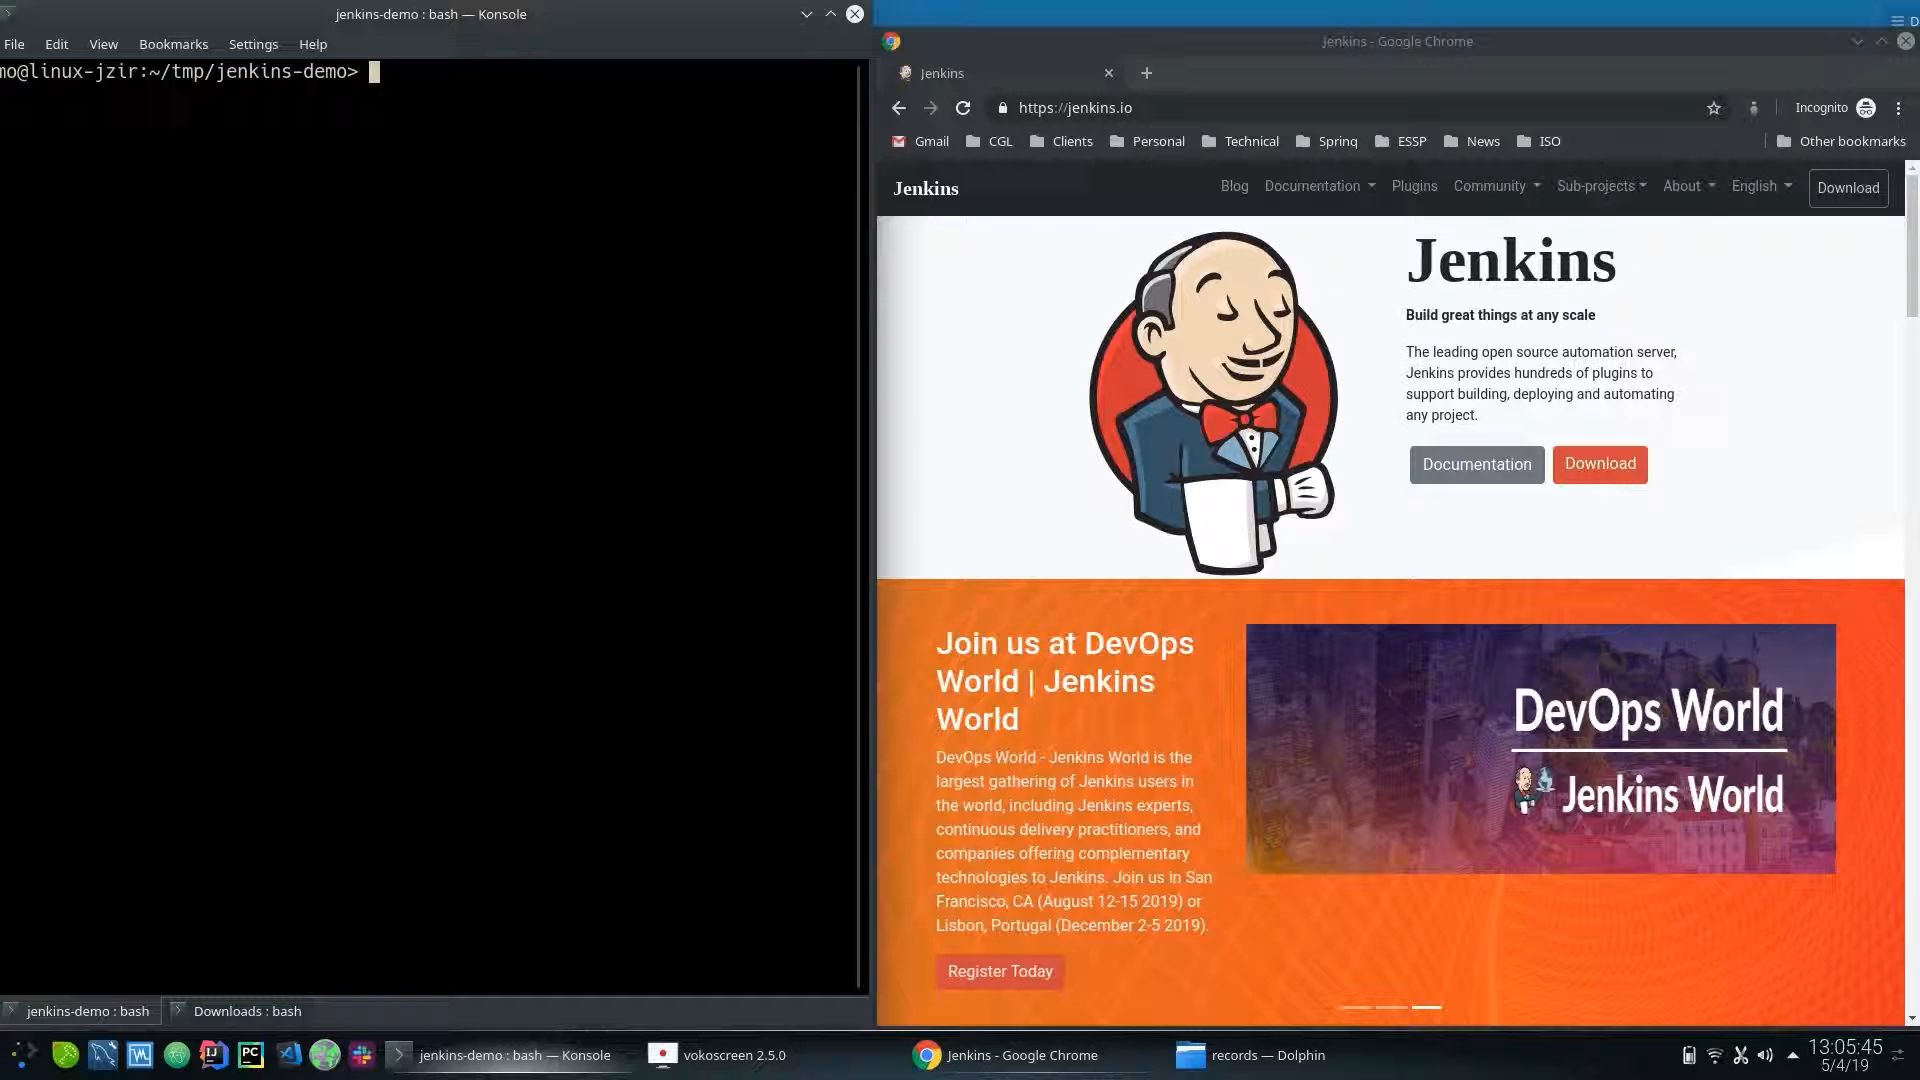 jenkins-demo : bash — Konsole
File Edit View Bookmarks Settings Help
mo@linux-jzir:~/tmp/jenkins-demo>
jenkins-demo : bash
Downloads : bash
D
Jenkins - Google Chrome
Jenkins
https://jenkins.io
Incognito
Gmail CGL Clients Personal Technical Spring ESSP News ISO Other bookmarks
Jenkins
Blog Documentation Plugins Community Sub-projects About English Download
Jenkins
Build great things at any scale
The leading open source automation server,
Jenkins provides hundreds of plugins to
support building, deploying and automating
any project.
Documentation Download
Join us at DevOps
World | Jenkins
World
DevOps World - Jenkins World is the
largest gathering of Jenkins users in
the world, including Jenkins experts,
continuous delivery practitioners, and
companies offering complementary
technologies to Jenkins. Join us in San
Francisco, CA (August 12-15 2019) or
Lisbon, Portugal (December 2-5 2019).
Register Today
DevOps World
Jenkins World
IJ
PC
jenkins-demo : bash — Konsole
vokoscreen 2.5.0
Jenkins - Google Chrome
records — Dolphin
13:05:45
5/4/19